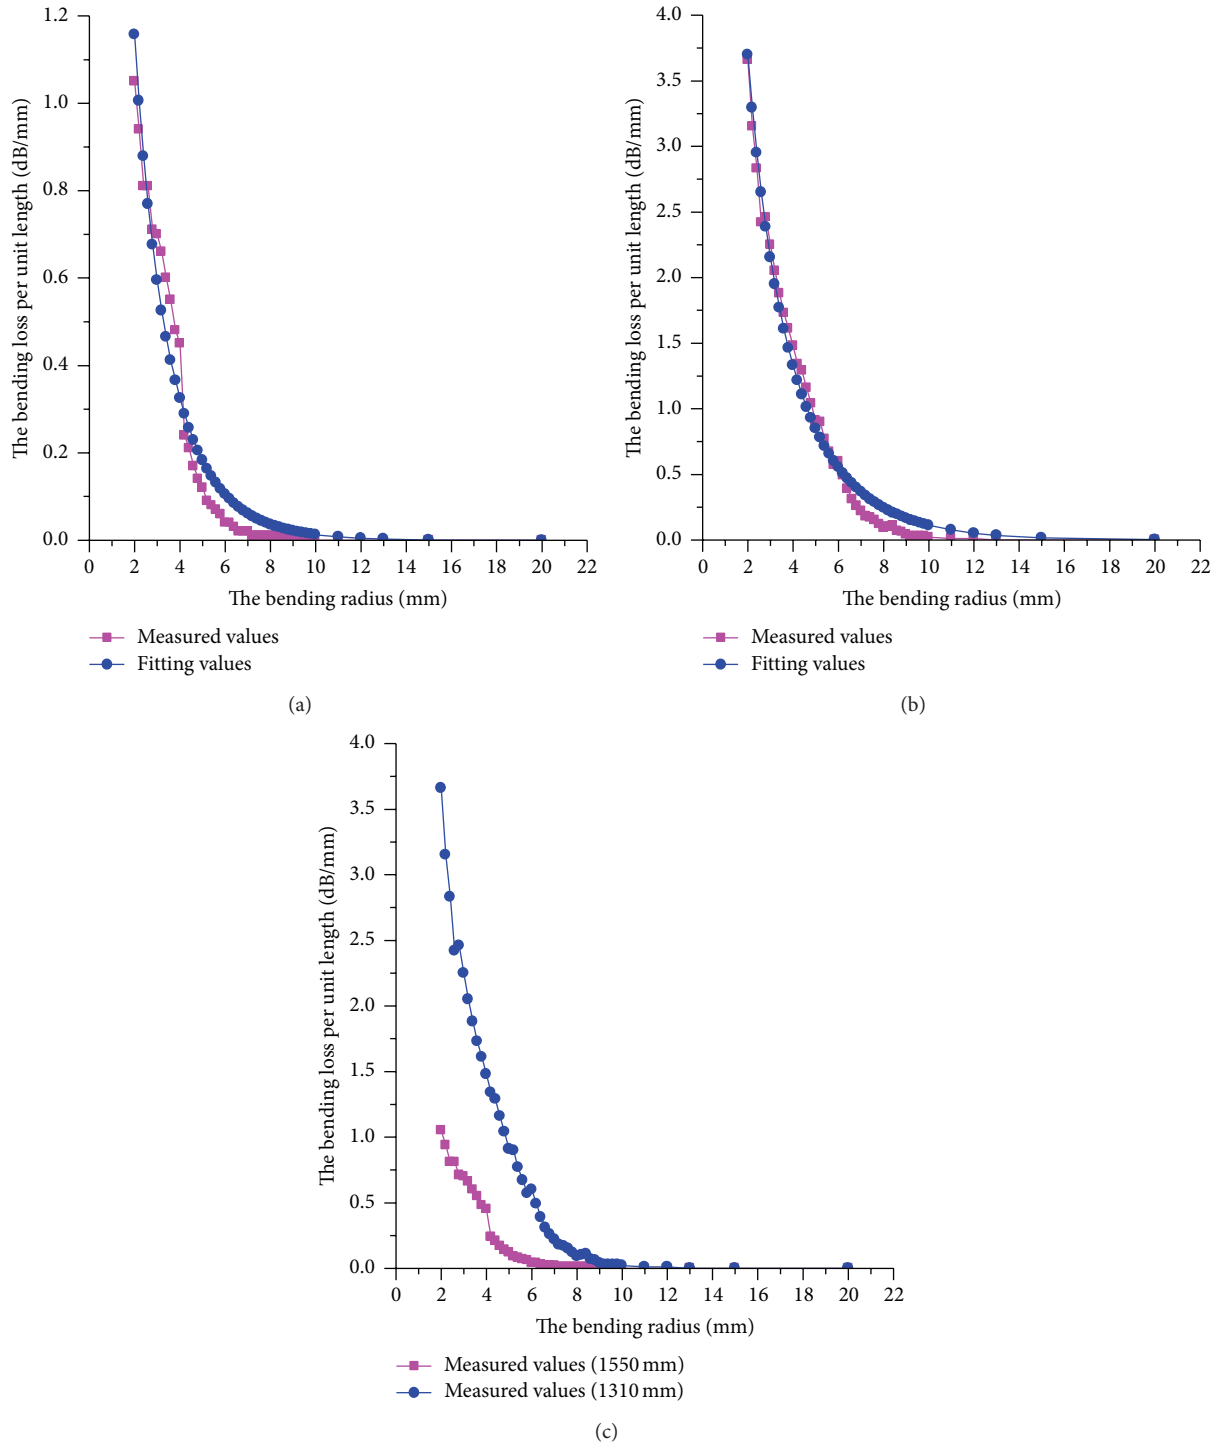 The bending loss per unit length (dB/mm)
1.2
1.0
0.8
0.6
0.4
0.2
0.0
0 2 4 6 8 10 12 14 16 18 20 22
The bending radius (mm)
Measured values
Fitting values
(a)
The bending loss per unit length (dB/mm)
4.0
3.5
3.0
2.5
2.0
1.5
1.0
0.5
0.0
0 2 4 6 8 10 12 14 16 18 20 22
The bending radius (mm)
Measured values
Fitting values
(b)
The bending loss per unit length (dB/mm)
4.0
3.5
3.0
2.5
2.0
1.5
1.0
0.5
0.0
0 2 4 6 8 10 12 14 16 18 20 22
The bending radius (mm)
Measured values (1550 mm)
Measured values (1310 mm)
(c)